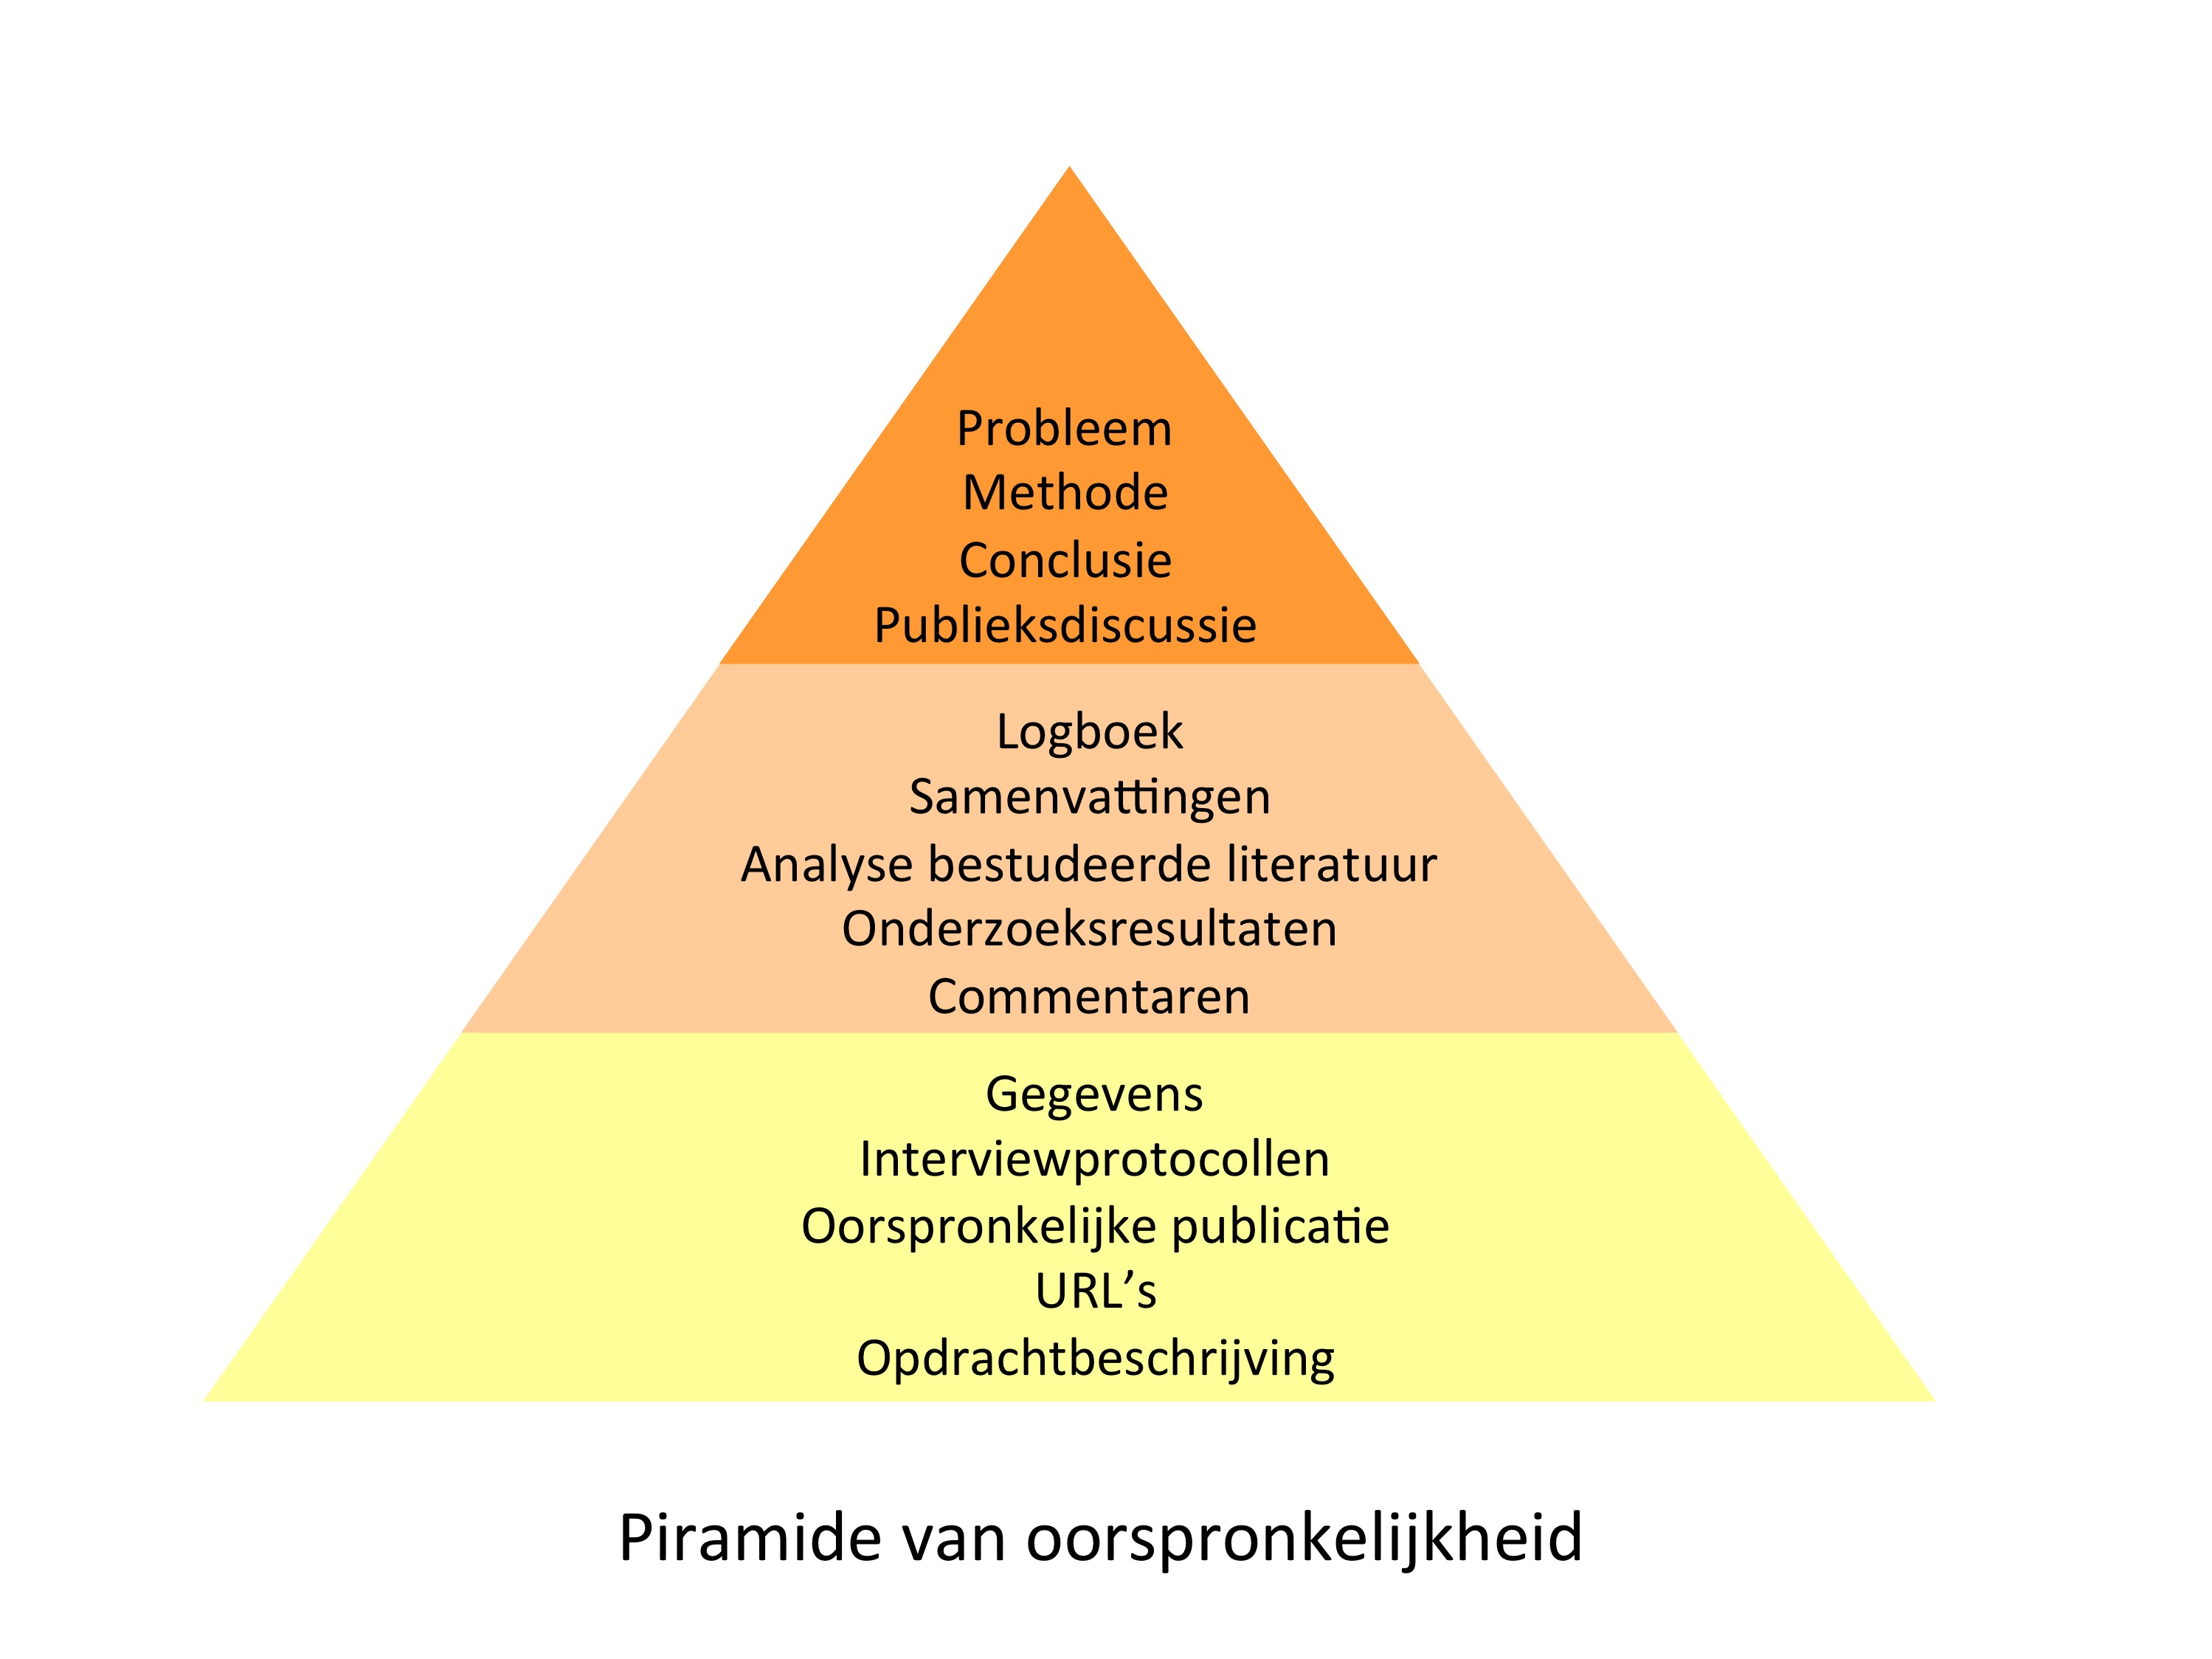 Probleem
Methode
Conclusie
Publieksdiscussie
Logboek
Samenvattingen
Analyse bestudeerde literatuur
Onderzoeksresultaten
Commentaren
Gegevens
Interviewprotocollen
Oorspronkelijke publicatie
URL’s
Opdrachtbeschrijving
Piramide van oorspronkelijkheid